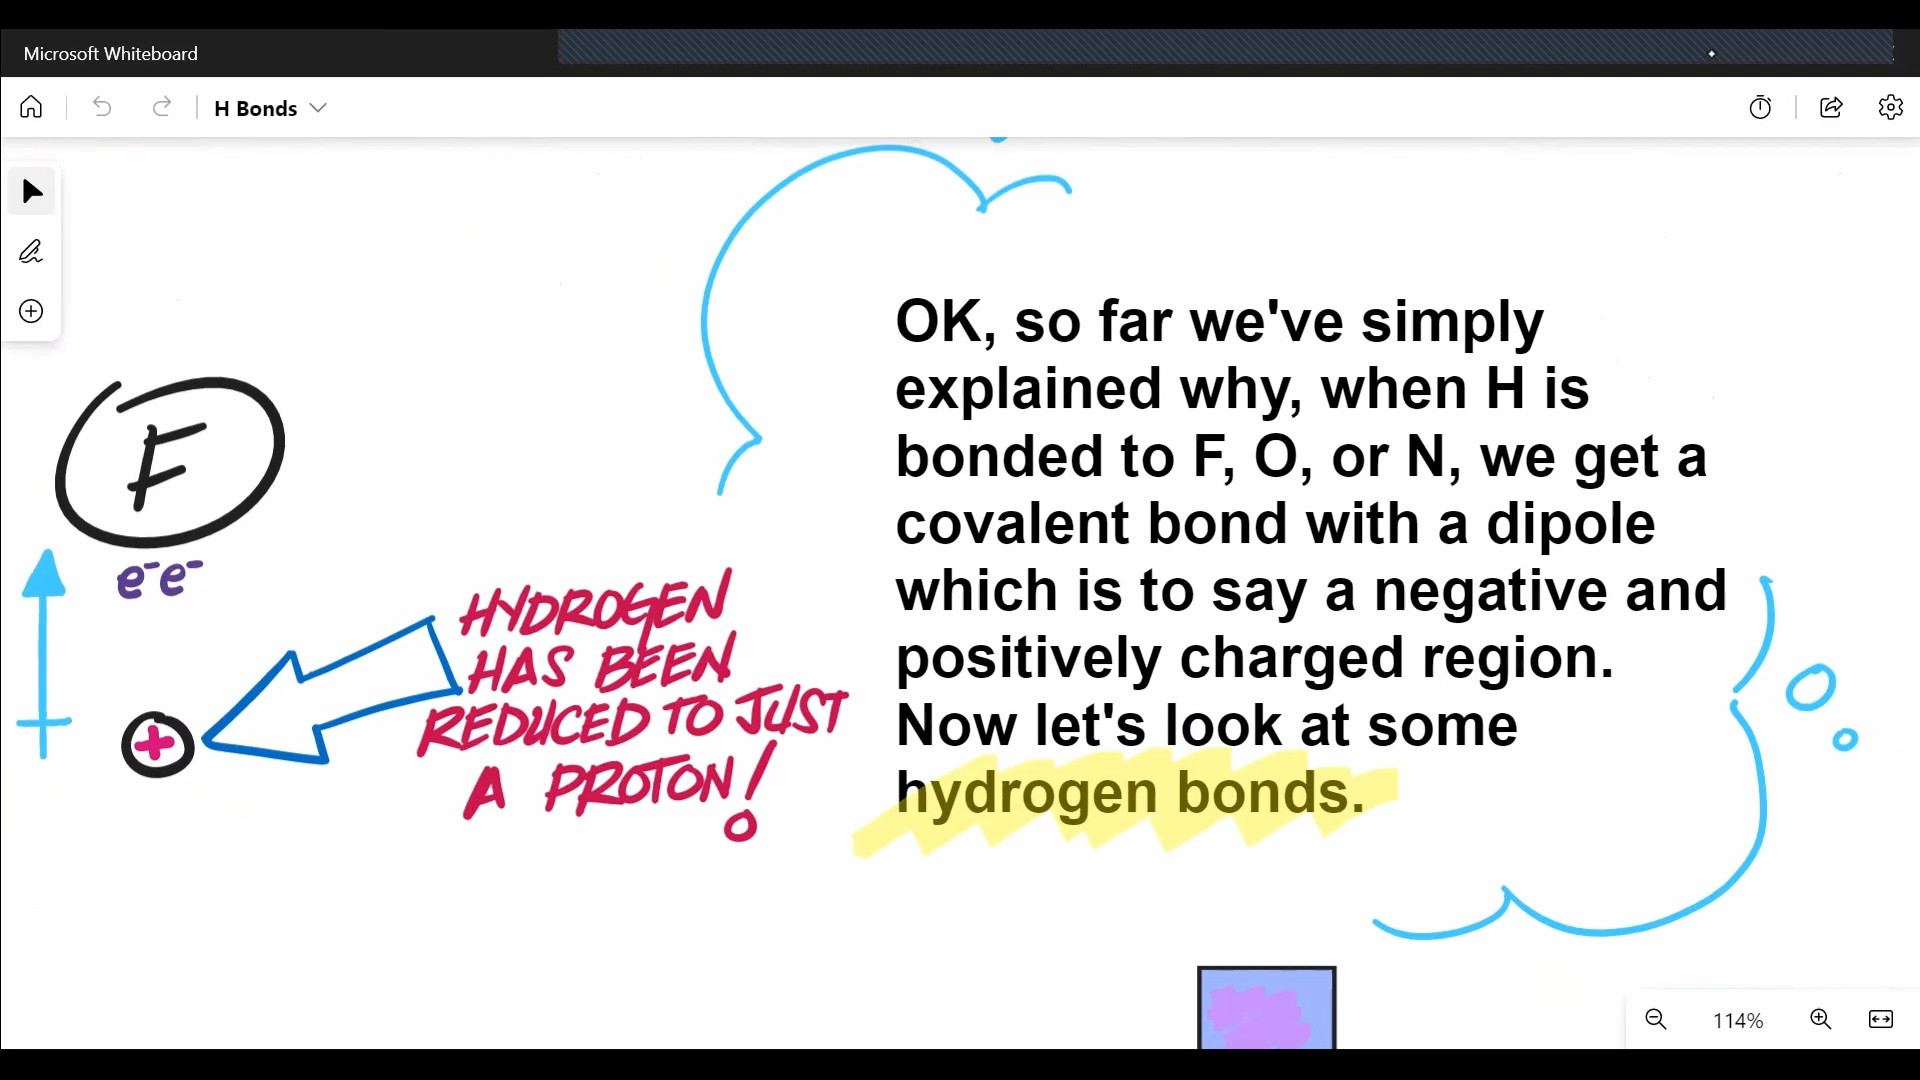 Microsoft Whiteboard
H Bonds
F
e⁻e⁻
+
HYDROGEN
HAS BEEN
REDUCED TO JUST
A PROTON!
OK, so far we've simply
explained why, when H is
bonded to F, O, or N, we get a
covalent bond with a dipole
which is to say a negative and
positively charged region.
Now let's look at some
hydrogen bonds.
114%